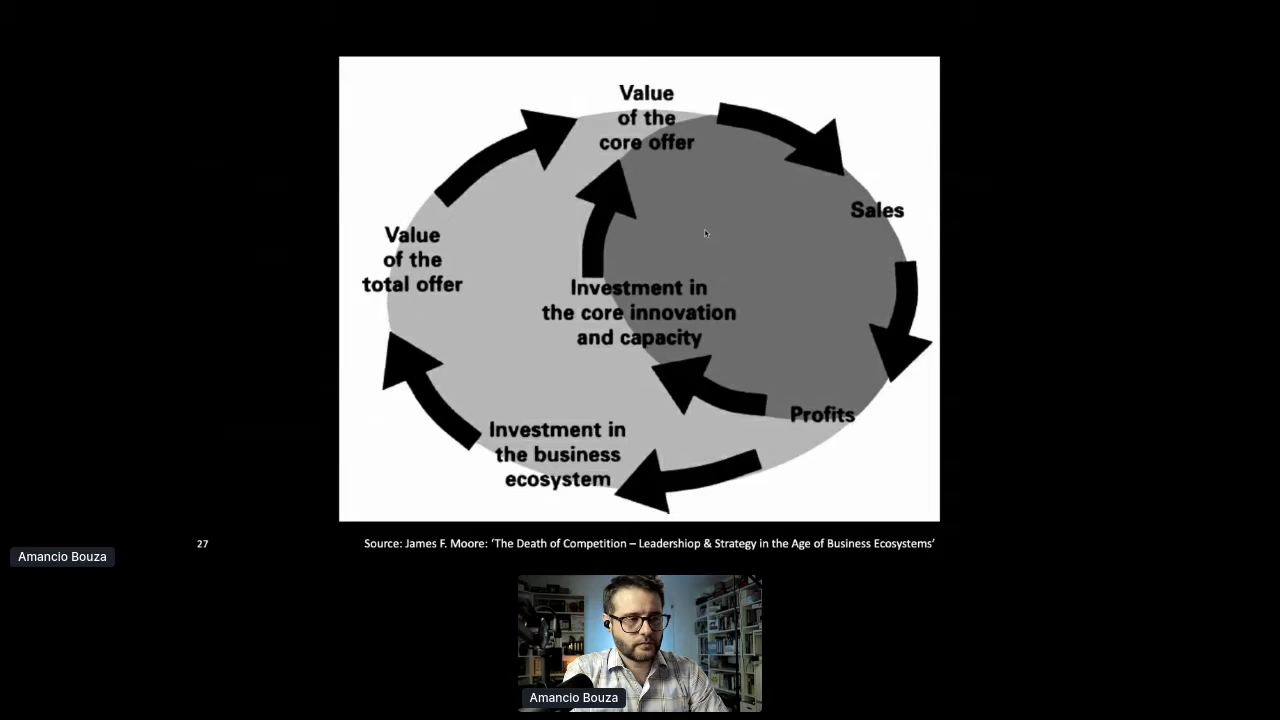 Value
of the
core offer
Sales
Value
of the
total offer
Investment in
the core innovation
and capacity
Profits
Investment in
the business
ecosystem
27
Source: James F. Moore: ‘The Death of Competition – Leadershiop & Strategy in the Age of Business Ecosystems’
Amancio Bouza
Amancio Bouza